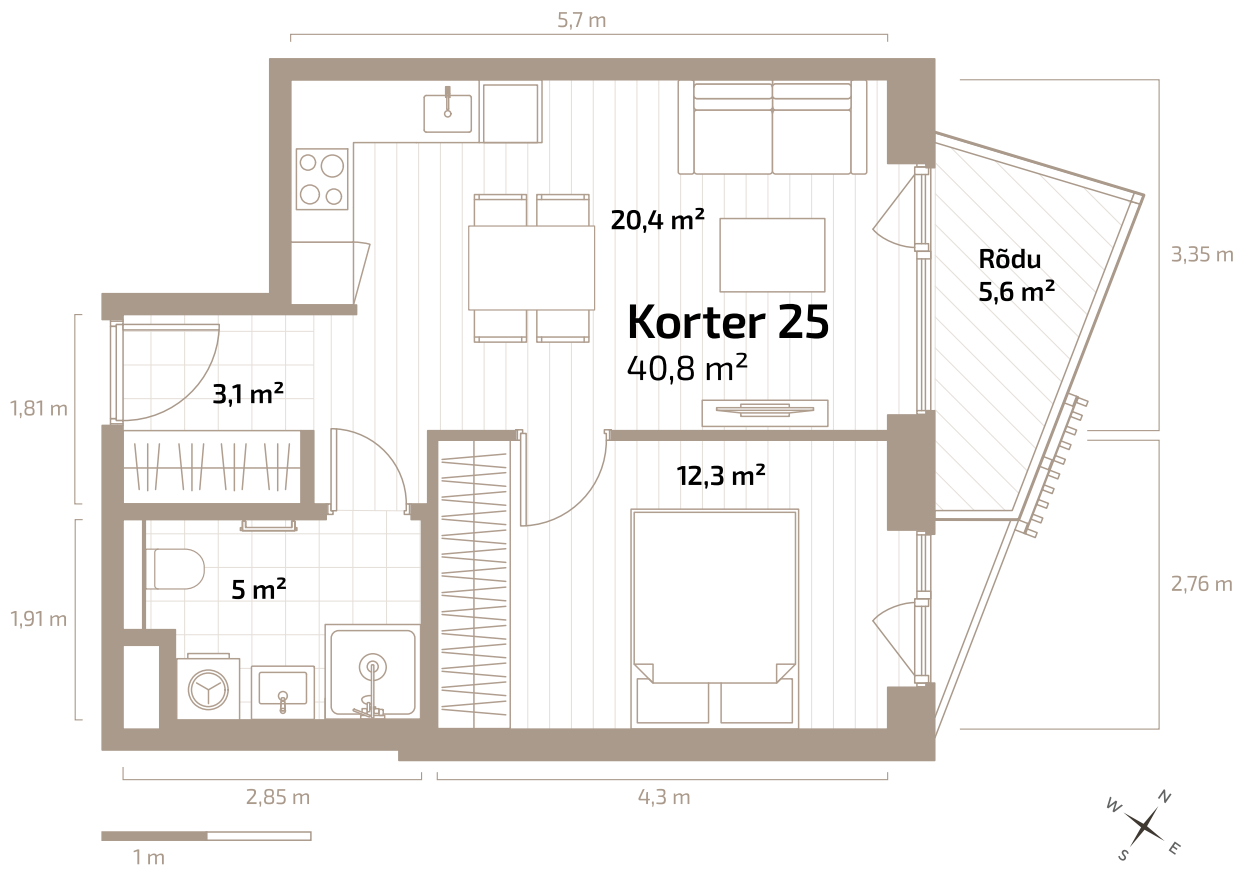 5,7 m
20,4 m²
Rõdu
5,6 m²
3,35 m
Korter 25
40,8 m²
3,1 m²
1,81 m
12,3 m²
5 m²
1,91 m
2,76 m
2,85 m
4,3 m
1 m
N
W
E
S